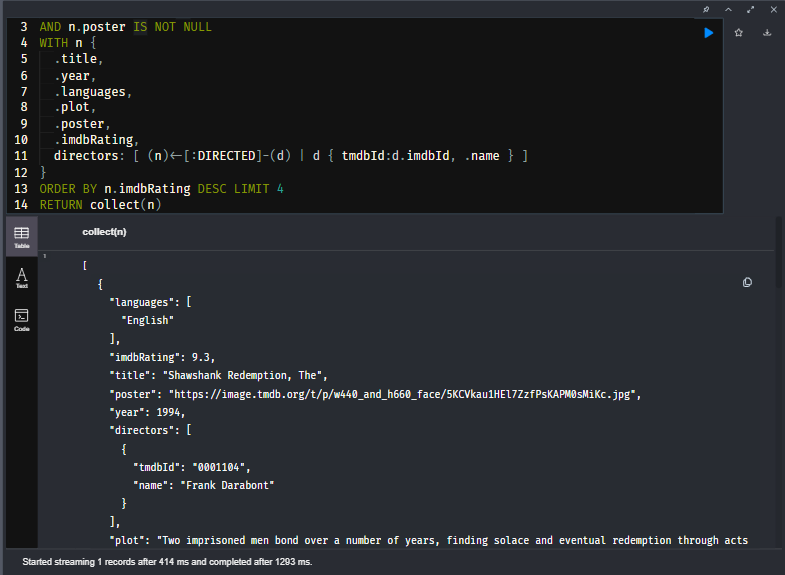 3 AND n.poster IS NOT NULL
4 WITH n {
5 .title,
6 .year,
7 .languages,
8 .plot,
9 .poster,
10 .imdbRating,
11 directors: [ (n)<-[:DIRECTED]-(d) | d { tmdbId:d.imdbId, .name } ]
12 }
13 ORDER BY n.imdbRating DESC LIMIT 4
14 RETURN collect(n)
Table
collect(n)
1
[
{
"languages": [
"English"
],
"imdbRating": 9.3,
"title": "Shawshank Redemption, The",
"poster": "https://image.tmdb.org/t/p/w440_and_h660_face/5KCVkau1HEl7ZzfPsKAPM0sMiKc.jpg",
"year": 1994,
"directors": [
{
"tmdbId": "0001104",
"name": "Frank Darabont"
}
],
"plot": "Two imprisoned men bond over a number of years, finding solace and eventual redemption through acts
A
Text
Code
Started streaming 1 records after 414 ms and completed after 1293 ms.